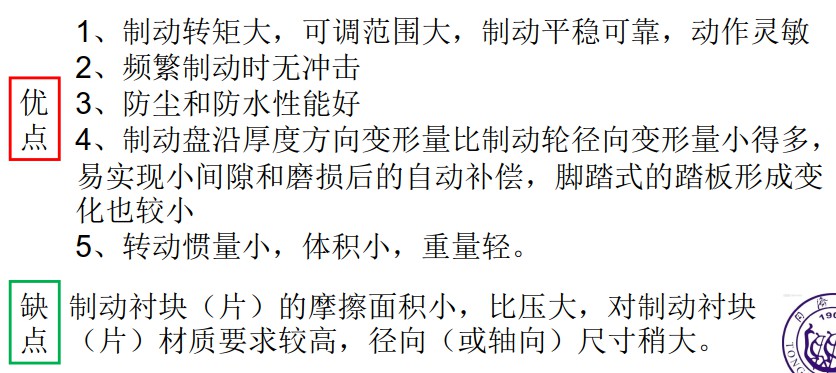 1、制动转矩大，可调范围大，制动平稳可靠，动作灵敏
2、频繁制动时无冲击
优点
3、防尘和防水性能好
4、制动盘沿厚度方向变形量比制动轮径向变形量小得多，
易实现小间隙和磨损后的自动补偿，脚踏式的踏板形成变
化也较小
5、转动惯量小，体积小，重量轻。
缺点
制动衬块（片）的摩擦面积小，比压大，对制动衬块
（片）材质要求较高，径向（或轴向）尺寸稍大。
190
TONG